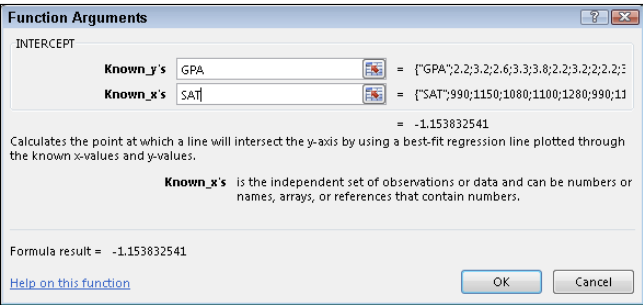 Function Arguments
INTERCEPT
Known_y's GPA = {"GPA";2.2;3.2;2.6;3.3;3.8;2.2;3.2;2;2.2;3
Known_x's SAT = {"SAT";990;1150;1080;1100;1280;990;11
= -1.153832541
Calculates the point at which a line will intersect the y-axis by using a best-fit regression line plotted through
the known x-values and y-values.
Known_x's is the independent set of observations or data and can be numbers or
names, arrays, or references that contain numbers.
Formula result = -1.153832541
Help on this function OK Cancel